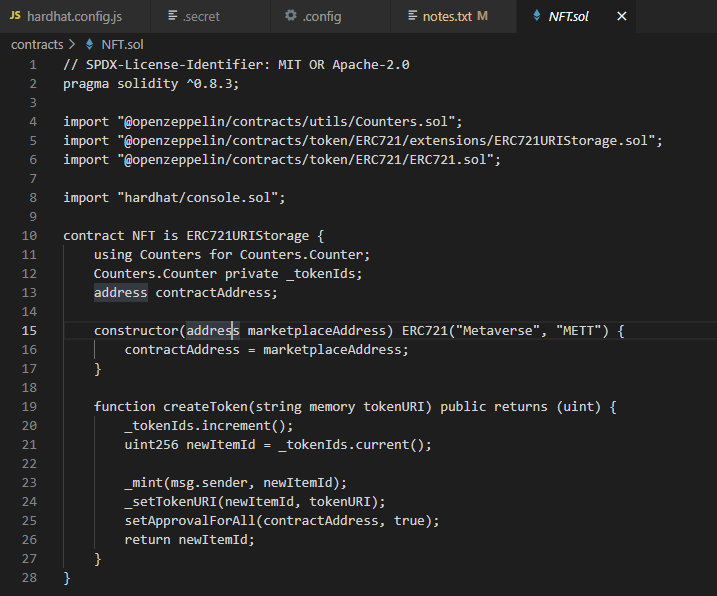 JS hardhat.config.js .secret .config notes.txt M NFT.sol
contracts > NFT.sol
1 // SPDX-License-Identifier: MIT OR Apache-2.0
2 pragma solidity ^0.8.3;
3
4 import "@openzeppelin/contracts/utils/Counters.sol";
5 import "@openzeppelin/contracts/token/ERC721/extensions/ERC721URIStorage.sol";
6 import "@openzeppelin/contracts/token/ERC721/ERC721.sol";
7
8 import "hardhat/console.sol";
9
10 contract NFT is ERC721URIStorage {
11     using Counters for Counters.Counter;
12     Counters.Counter private _tokenIds;
13     address contractAddress;
14
15     constructor(address marketplaceAddress) ERC721("Metaverse", "METT") {
16         contractAddress = marketplaceAddress;
17     }
18
19     function createToken(string memory tokenURI) public returns (uint) {
20         _tokenIds.increment();
21         uint256 newItemId = _tokenIds.current();
22
23         _mint(msg.sender, newItemId);
24         _setTokenURI(newItemId, tokenURI);
25         setApprovalForAll(contractAddress, true);
26         return newItemId;
27     }
28 }